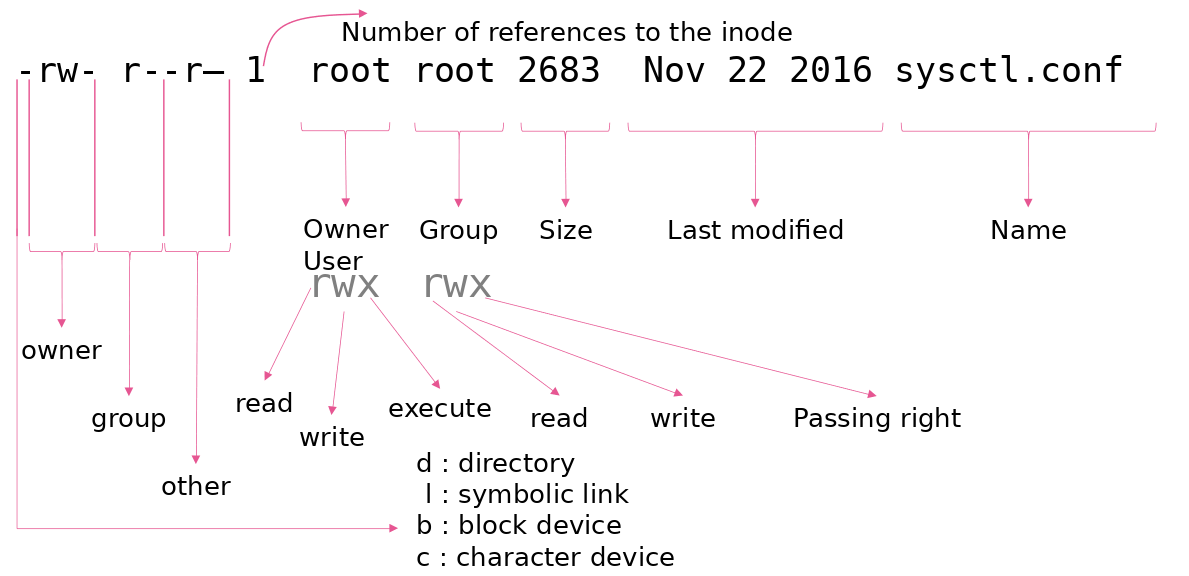 Number of references to the inode
-rw- r--r– 1 root root 2683 Nov 22 2016 sysctl.conf
Owner Group Size Last modified Name
User
rwx rwx
owner
read execute read write Passing right
group
write
d : directory
other
l : symbolic link
b : block device
c : character device